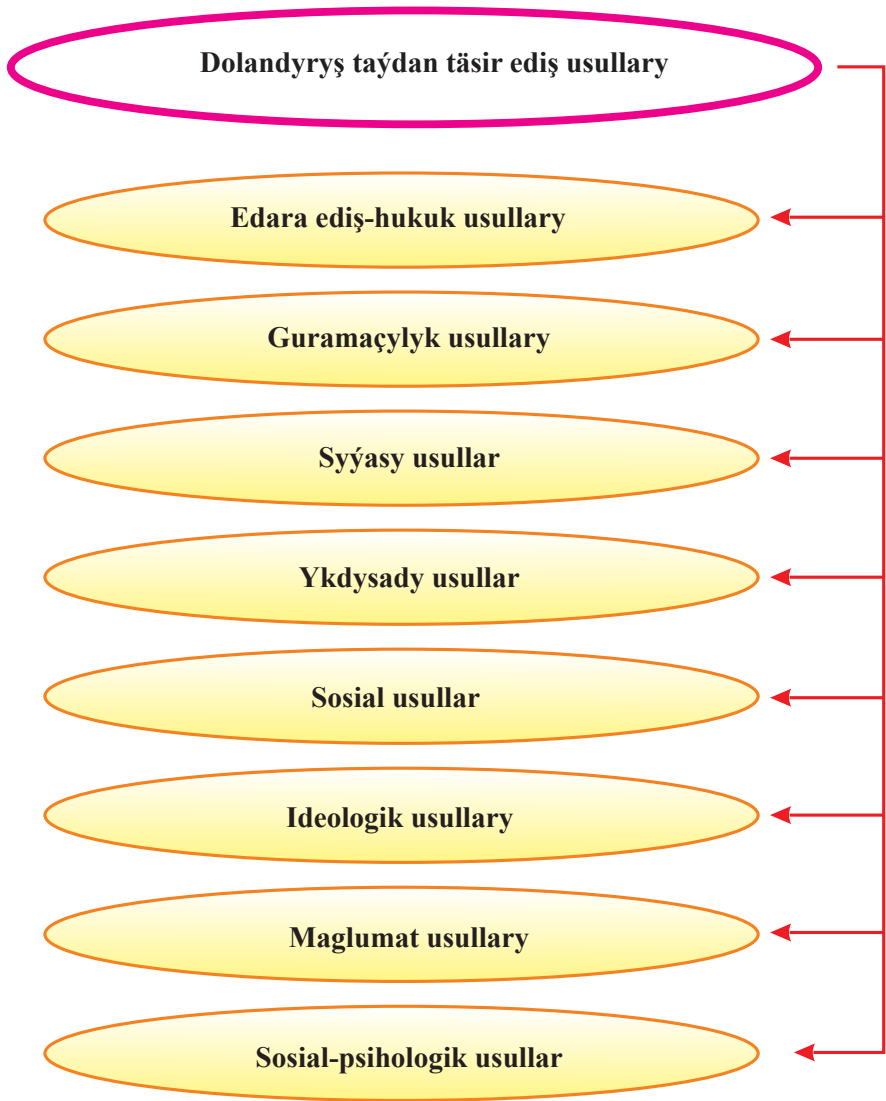 Dolandyryş taýdan täsir ediş usullary
Edara ediş-hukuk usullary
Guramaçylyk usullary
Syýasy usullar
Ykdysady usullar
Sosial usullar
Ideologik usullary
Maglumat usullary
Sosial-psihologik usullar